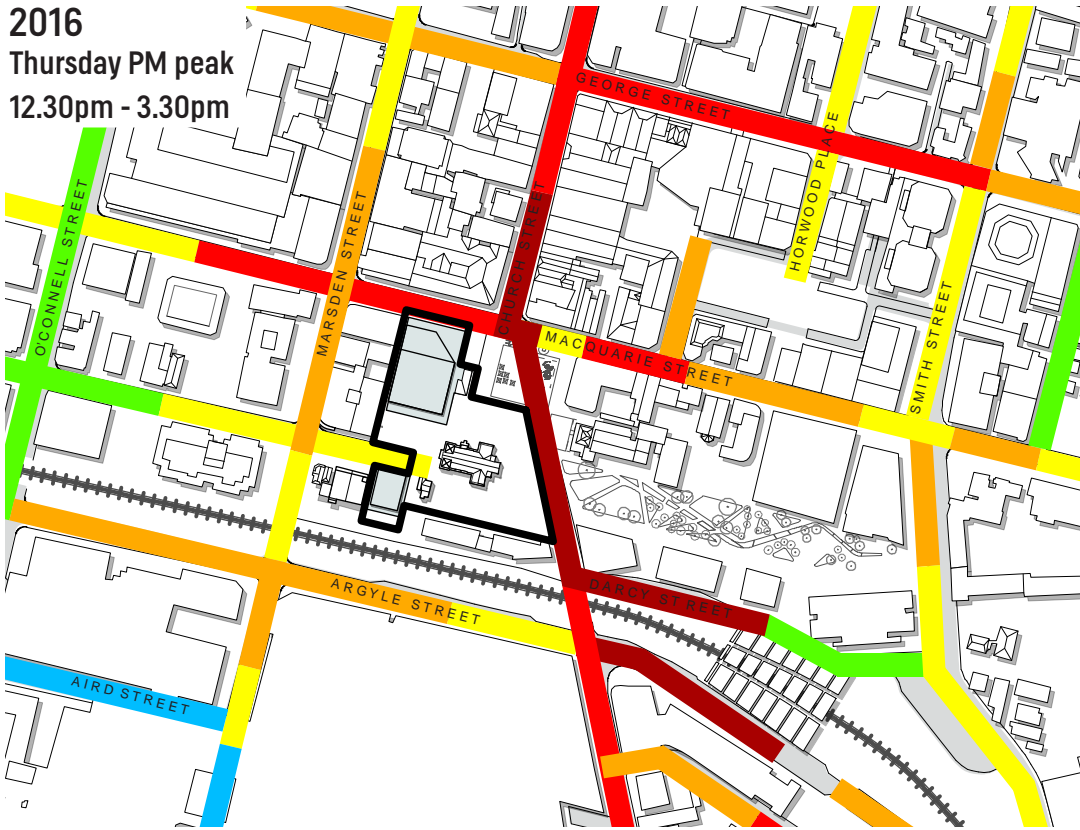 2016
Thursday PM peak
12.30pm - 3.30pm
GEORGE STREET
HORWOOD PLACE
O'CONNELL STREET
MARSDEN STREET
CHURCH STREET
MACQUARIE STREET
SMITH STREET
ARGYLE STREET
DARCY STREET
AIRD STREET